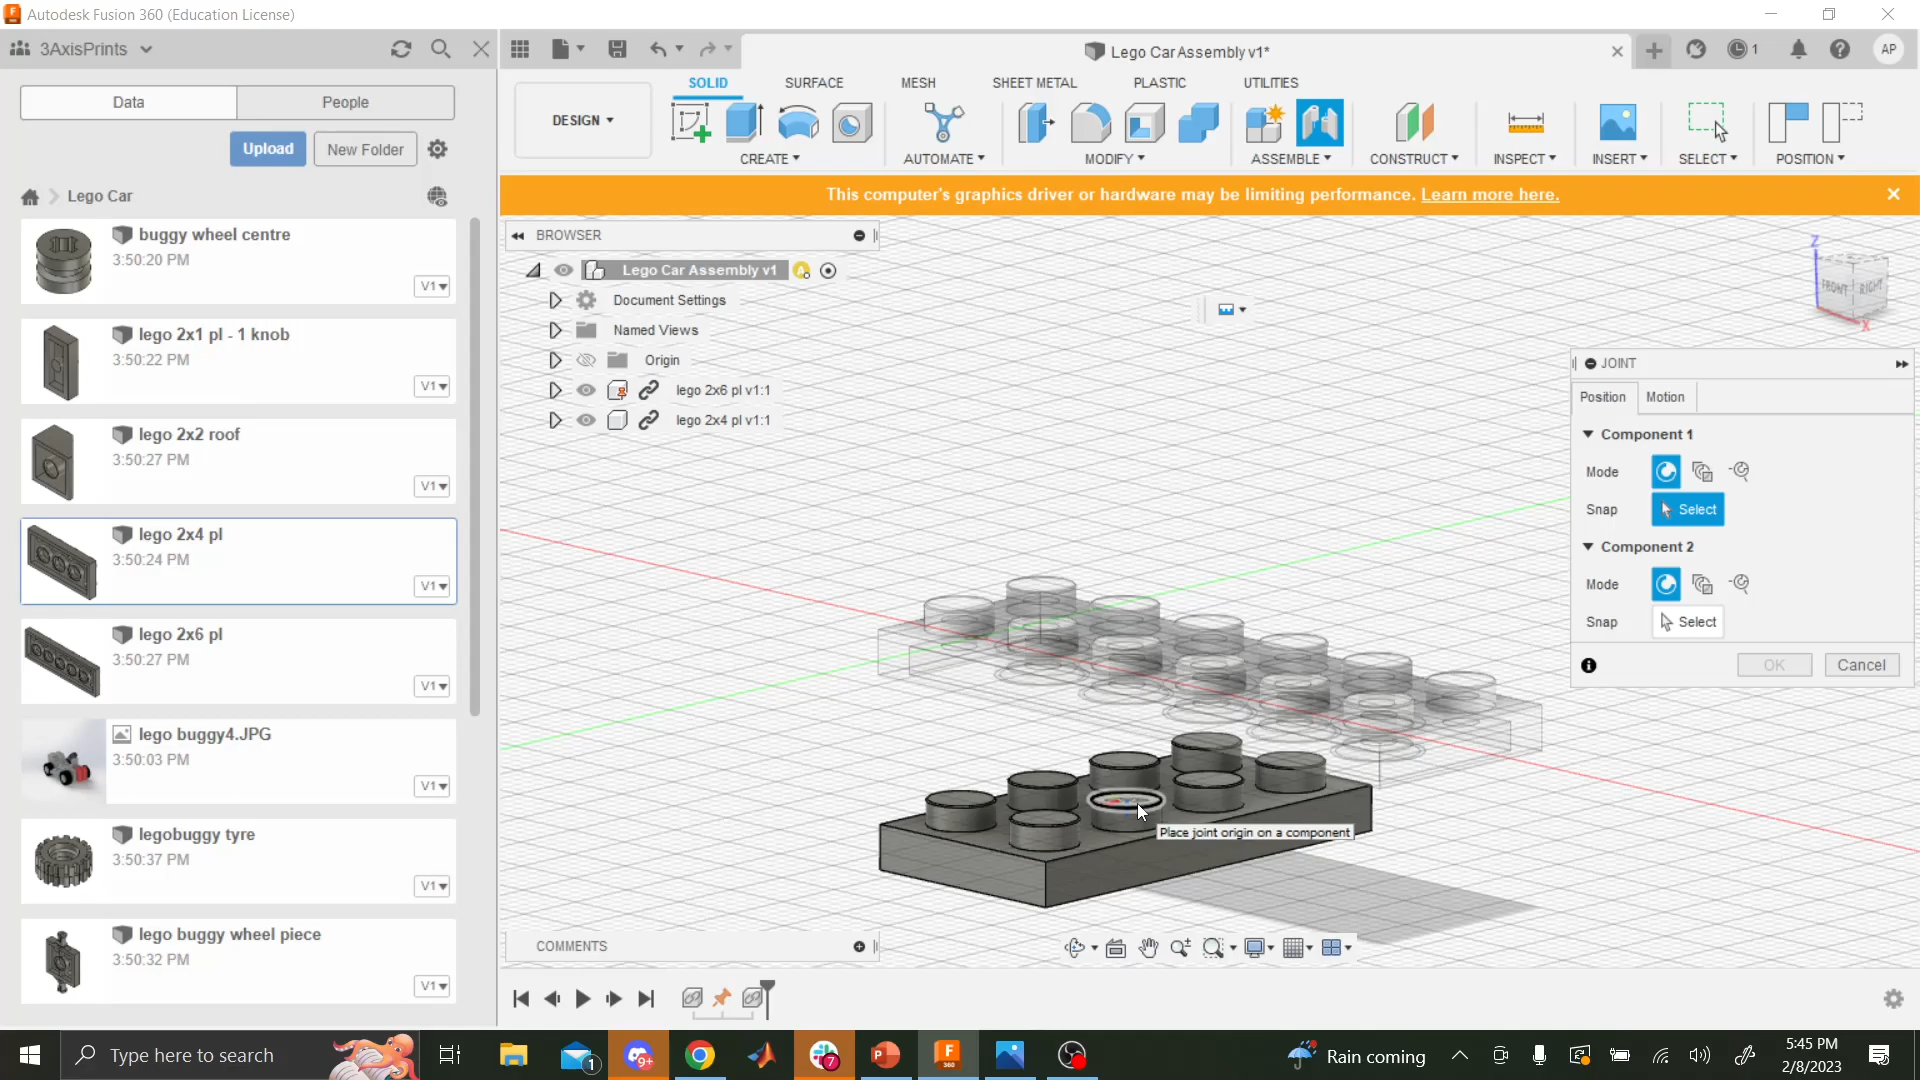 Autodesk Fusion 360 (Education License)
3AxisPrints
Lego Car Assembly v1*
1
AP
Data
People
Upload
New Folder
Lego Car
buggy wheel centre
3:50:20 PM
V1
lego 2x1 pl - 1 knob
3:50:22 PM
V1
lego 2x2 roof
3:50:27 PM
V1
lego 2x4 pl
3:50:24 PM
V1
lego 2x6 pl
3:50:27 PM
V1
lego buggy4.JPG
3:50:03 PM
V1
legobuggy tyre
3:50:37 PM
V1
lego buggy wheel piece
3:50:32 PM
V1
DESIGN
SOLID
SURFACE
MESH
SHEET METAL
PLASTIC
UTILITIES
CREATE
AUTOMATE
MODIFY
ASSEMBLE
CONSTRUCT
INSPECT
INSERT
SELECT
POSITION
This computer's graphics driver or hardware may be limiting performance. Learn more here.
BROWSER
Lego Car Assembly v1
Document Settings
Named Views
Origin
lego 2x6 pl v1:1
lego 2x4 pl v1:1
Z
FRONT
RIGHT
X
JOINT
Position
Motion
Component 1
Mode
Snap
Select
Component 2
Mode
Snap
Select
OK
Cancel
Place joint origin on a component
COMMENTS
Type here to search
1
9+
7
P
F
360
Rain coming
5:45 PM
2/8/2023